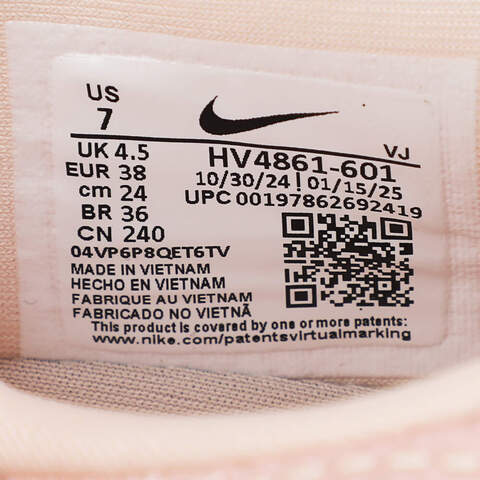 US
7
UK 4.5
EUR 38
cm 24
BR 36
CN 240
VJ
HV4861-601
10/30/24 | 01/15/25
UPC 00197862692419
04VP6P8QET6TV
MADE IN VIETNAM
HECHO EN VIETNAM
FABRIQUE AU VIETNAM
FABRICADO NO VIETNÃ
This product is covered by one or more patents:
www.nike.com/patentsvirtualmarking